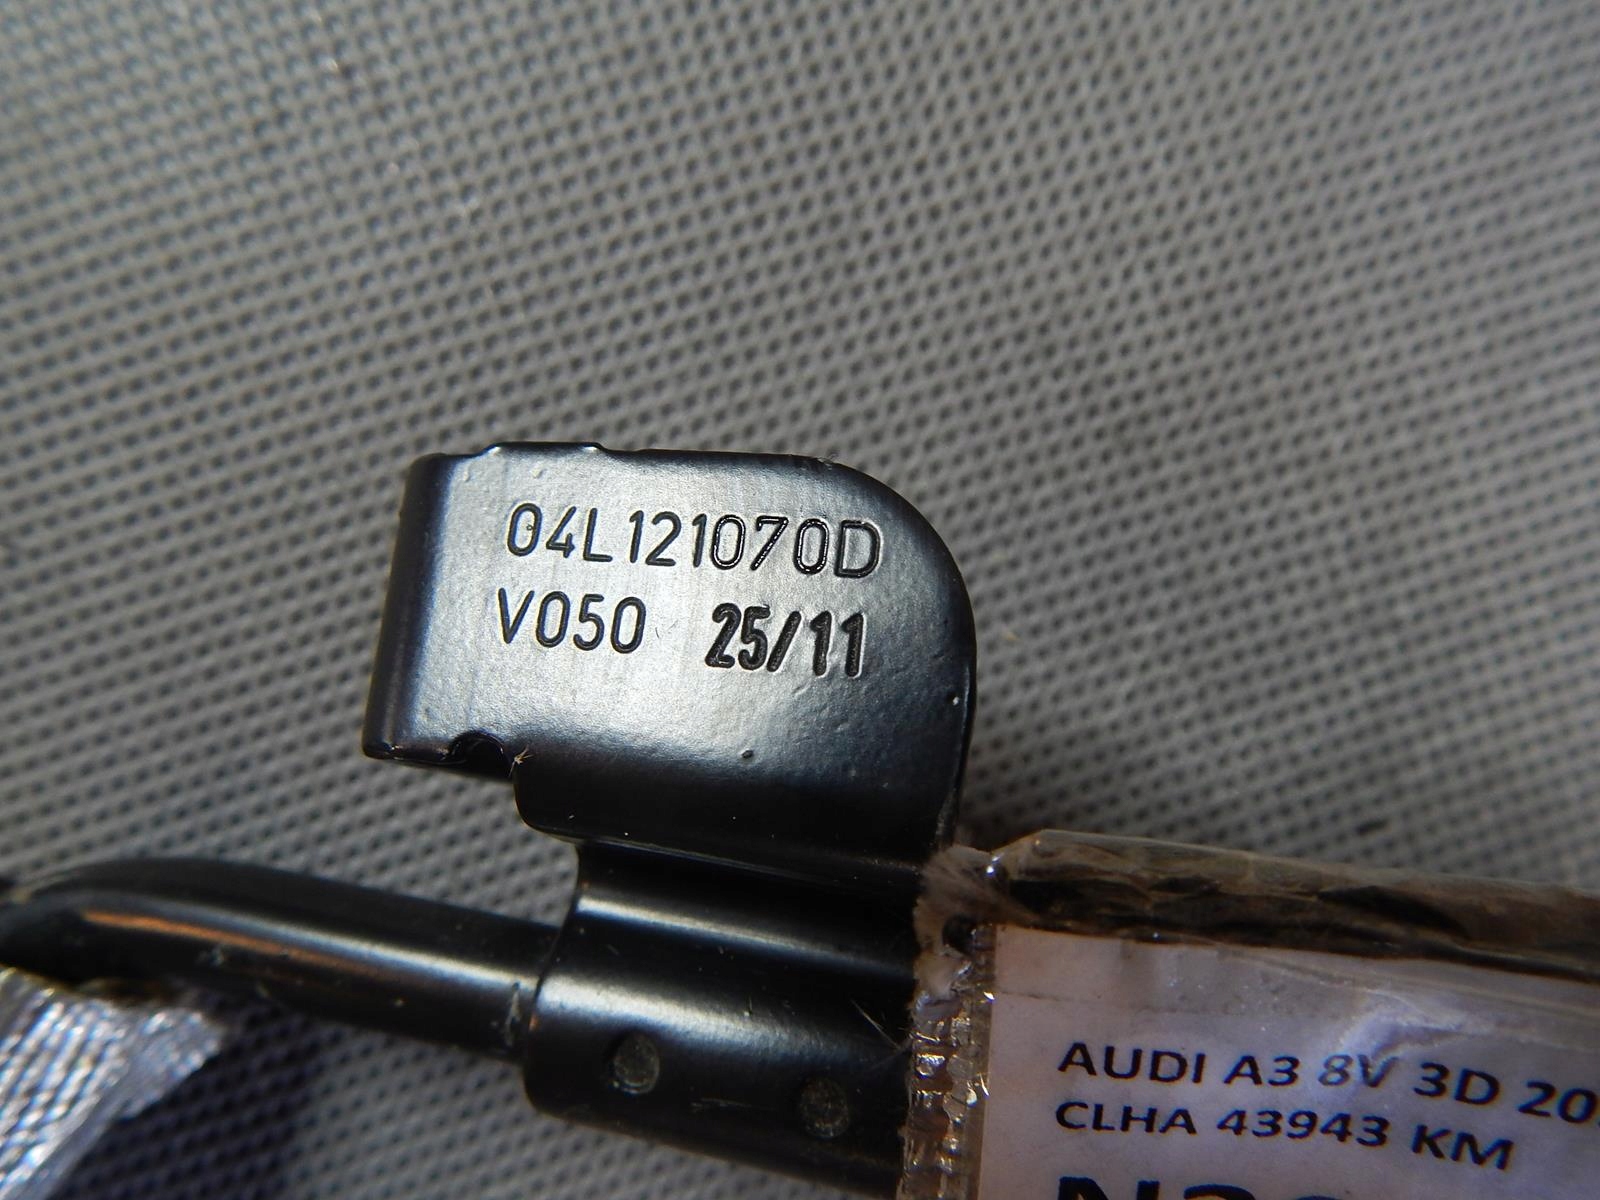 04L121070D
V050 25/11
AUDI A3 8V 3D
CLHA 43943 KM